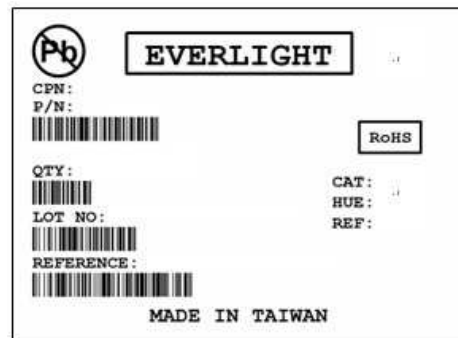 Pb
EVERLIGHT
CPN:
P/N:
RoHS
QTY:
CAT:
HUE:
LOT NO:
REF:
REFERENCE:
MADE IN TAIWAN